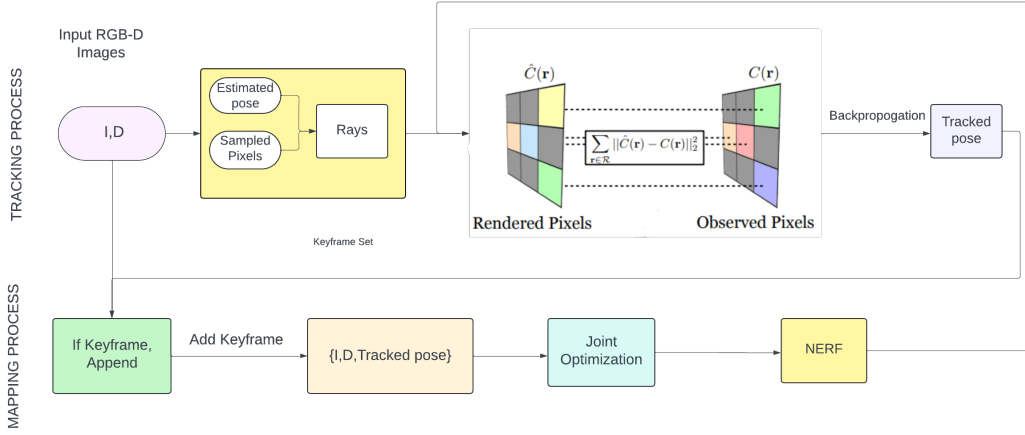 Input RGB-D
Images
TRACKING PROCESS
I,D
Estimated
pose
Sampled
Pixels
Rays
Ĉ(r)
C(r)
∑ ||Ĉ(r) − C(r)||₂²
r∈R
Rendered Pixels
Observed Pixels
Backpropogation
Tracked
pose
Keyframe Set
MAPPING PROCESS
If Keyframe,
Append
Add Keyframe
{I,D,Tracked pose}
Joint
Optimization
NERF